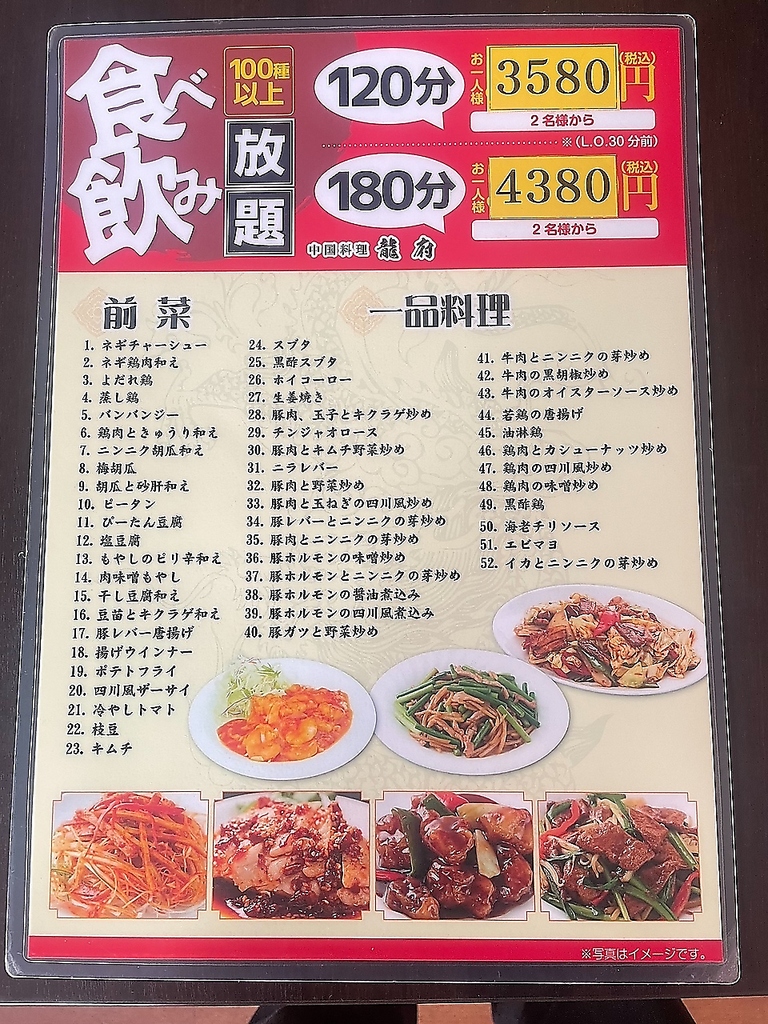 食べ飲み放題
100種以上
120分 お一人様 3580円(税込)
2名様から
※(L.O.30分前)
180分 お一人様 4380円(税込)
2名様から
中国料理 龍府
前菜
1. ネギチャーシュー
2. ネギ鶏肉和え
3. よだれ鶏
4. 蒸し鶏
5. バンバンジー
6. 鶏肉ときゅうり和え
7. ニンニク胡瓜和え
8. 梅胡瓜
9. 胡瓜と砂肝和え
10. ピータン
11. ぴーたん豆腐
12. 塩豆腐
13. もやしのピリ辛和え
14. 肉味噌もやし
15. 干し豆腐和え
16. 豆苗とキクラゲ和え
17. 豚レバー唐揚げ
18. 揚げウインナー
19. ポテトフライ
20. 四川風ザーサイ
21. 冷やしトマト
22. 枝豆
23. キムチ
一品料理
24. スブタ
25. 黒酢スブタ
26. ホイコーロー
27. 生姜焼き
28. 豚肉、玉子とキクラゲ炒め
29. チンジャオロース
30. 豚肉とキムチ野菜炒め
31. ニラレバー
32. 豚肉と野菜炒め
33. 豚肉と玉ねぎの四川風炒め
34. 豚レバーとニンニクの芽炒め
35. 豚肉とニンニクの芽炒め
36. 豚ホルモンの味噌炒め
37. 豚ホルモンとニンニクの芽炒め
38. 豚ホルモンの醤油煮込み
39. 豚ホルモンの四川風煮込み
40. 豚ガツと野菜炒め
41. 牛肉とニンニクの芽炒め
42. 牛肉の黒胡椒炒め
43. 牛肉のオイスターソース炒め
44. 若鶏の唐揚げ
45. 油淋鶏
46. 鶏肉とカシューナッツ炒め
47. 鶏肉の四川風炒め
48. 鶏肉の味噌炒め
49. 黒酢鶏
50. 海老チリソース
51. エビマヨ
52. イカとニンニクの芽炒め
※写真はイメージです。